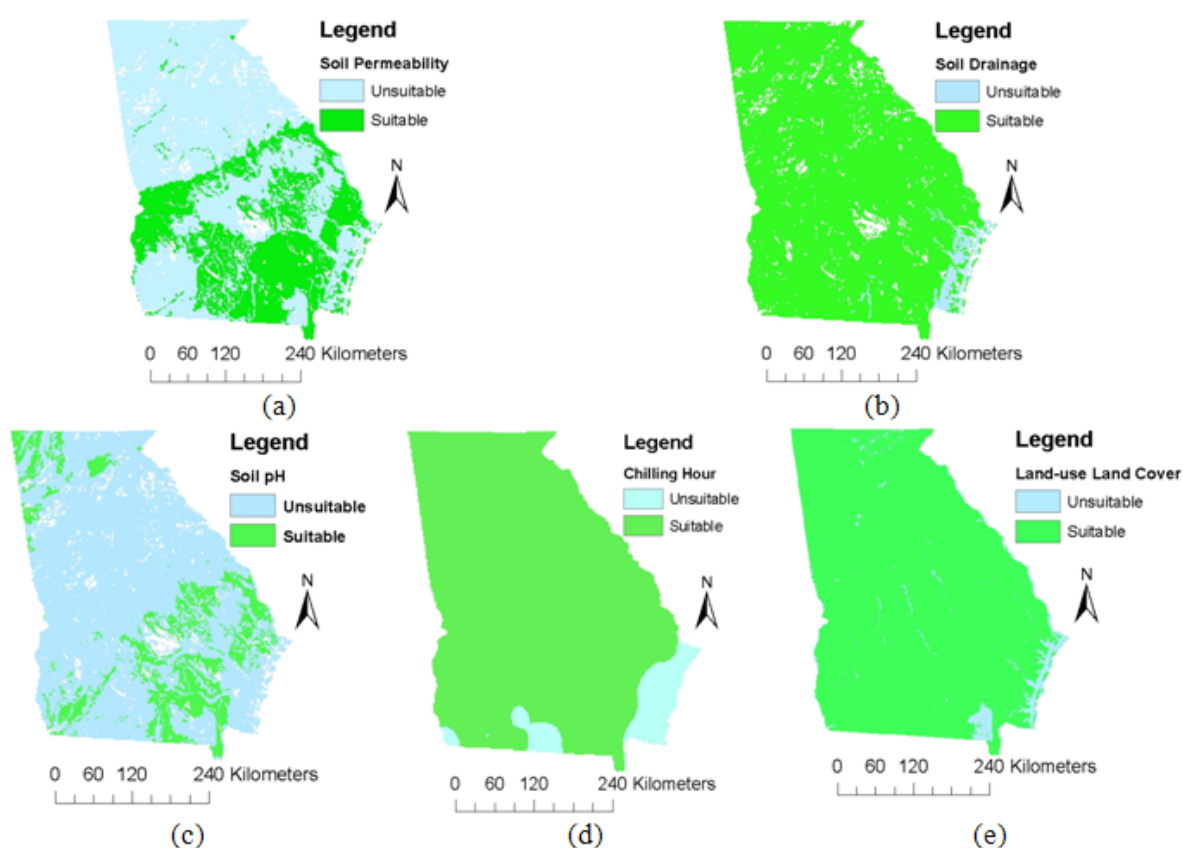 Legend
Soil Permeability
Unsuitable
Suitable
N
0 60 120 240 Kilometers
(a)
Legend
Soil Drainage
Unsuitable
Suitable
N
0 60 120 240 Kilometers
(b)
Legend
Soil pH
Unsuitable
Suitable
N
0 60 120 240 Kilometers
(c)
Legend
Chilling Hour
Unsuitable
Suitable
N
0 60 120 240 Kilometers
(d)
Legend
Land-use Land Cover
Unsuitable
Suitable
N
0 60 120 240 Kilometers
(e)